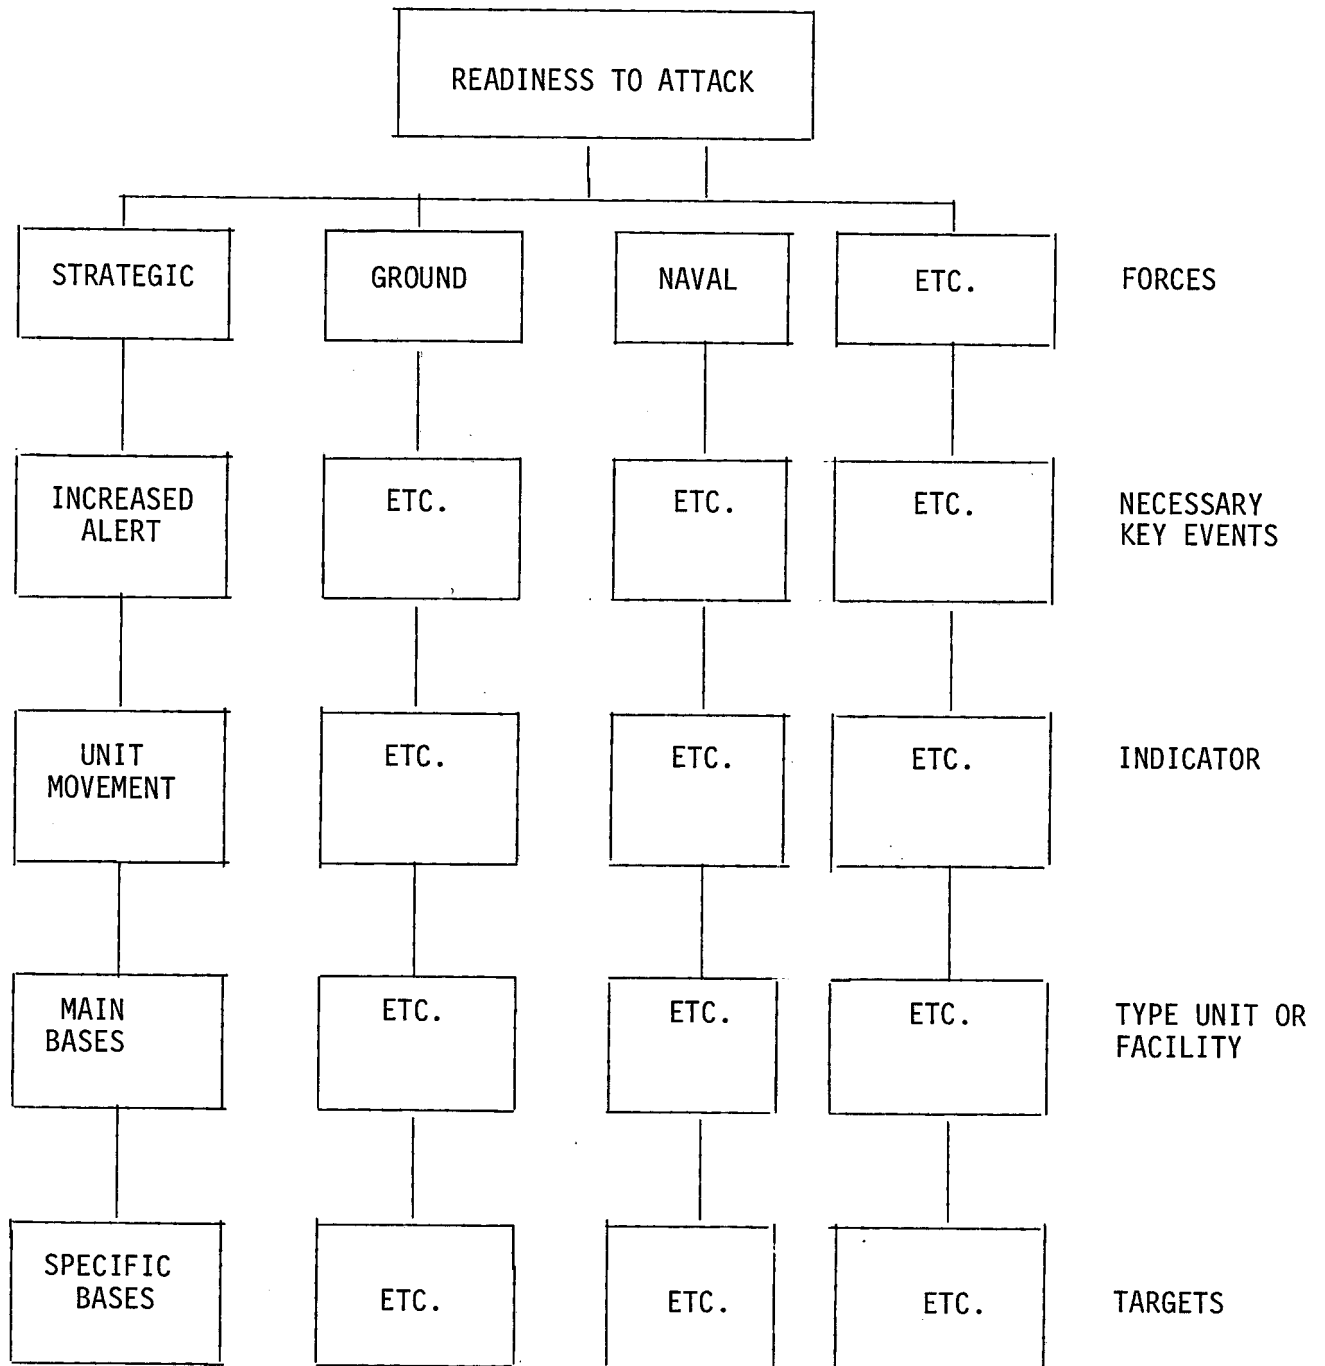 READINESS TO ATTACK
STRATEGIC
GROUND
NAVAL
ETC.
FORCES
INCREASED
ALERT
ETC.
ETC.
ETC.
NECESSARY
KEY EVENTS
UNIT
MOVEMENT
ETC.
ETC.
ETC.
INDICATOR
MAIN
BASES
ETC.
ETC.
ETC.
TYPE UNIT OR
FACILITY
SPECIFIC
BASES
ETC.
ETC.
ETC.
TARGETS